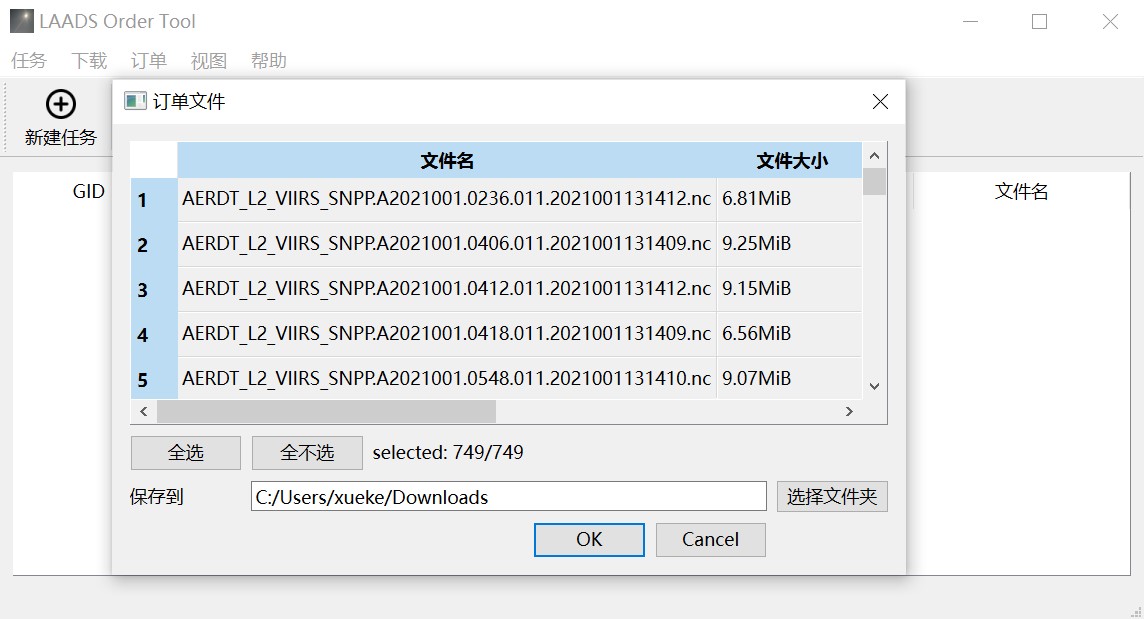 LAADS Order Tool
任务 下载 订单 视图 帮助
新建任务
GID
文件名
订单文件
文件名 文件大小
1 AERDT_L2_VIIRS_SNPP.A2021001.0236.011.2021001131412.nc 6.81MiB
2 AERDT_L2_VIIRS_SNPP.A2021001.0406.011.2021001131409.nc 9.25MiB
3 AERDT_L2_VIIRS_SNPP.A2021001.0412.011.2021001131412.nc 9.15MiB
4 AERDT_L2_VIIRS_SNPP.A2021001.0418.011.2021001131409.nc 6.56MiB
5 AERDT_L2_VIIRS_SNPP.A2021001.0548.011.2021001131410.nc 9.07MiB
全选 全不选 selected: 749/749
保存到 C:/Users/xueke/Downloads 选择文件夹
OK Cancel